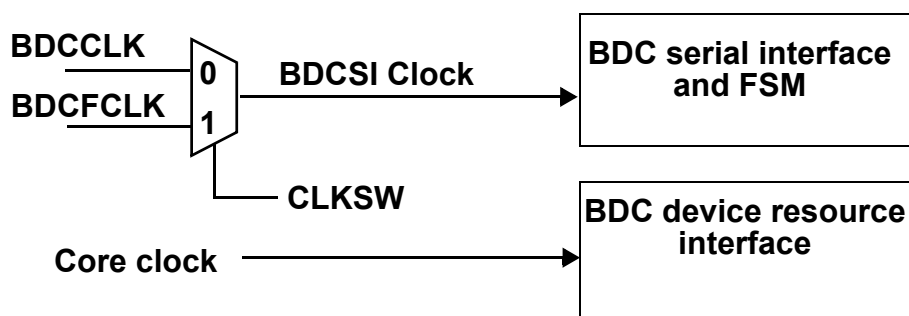 BDCCLK
0
BDCSI Clock
BDC serial interface
and FSM
BDCFCLK
1
CLKSW
BDC device resource
interface
Core clock